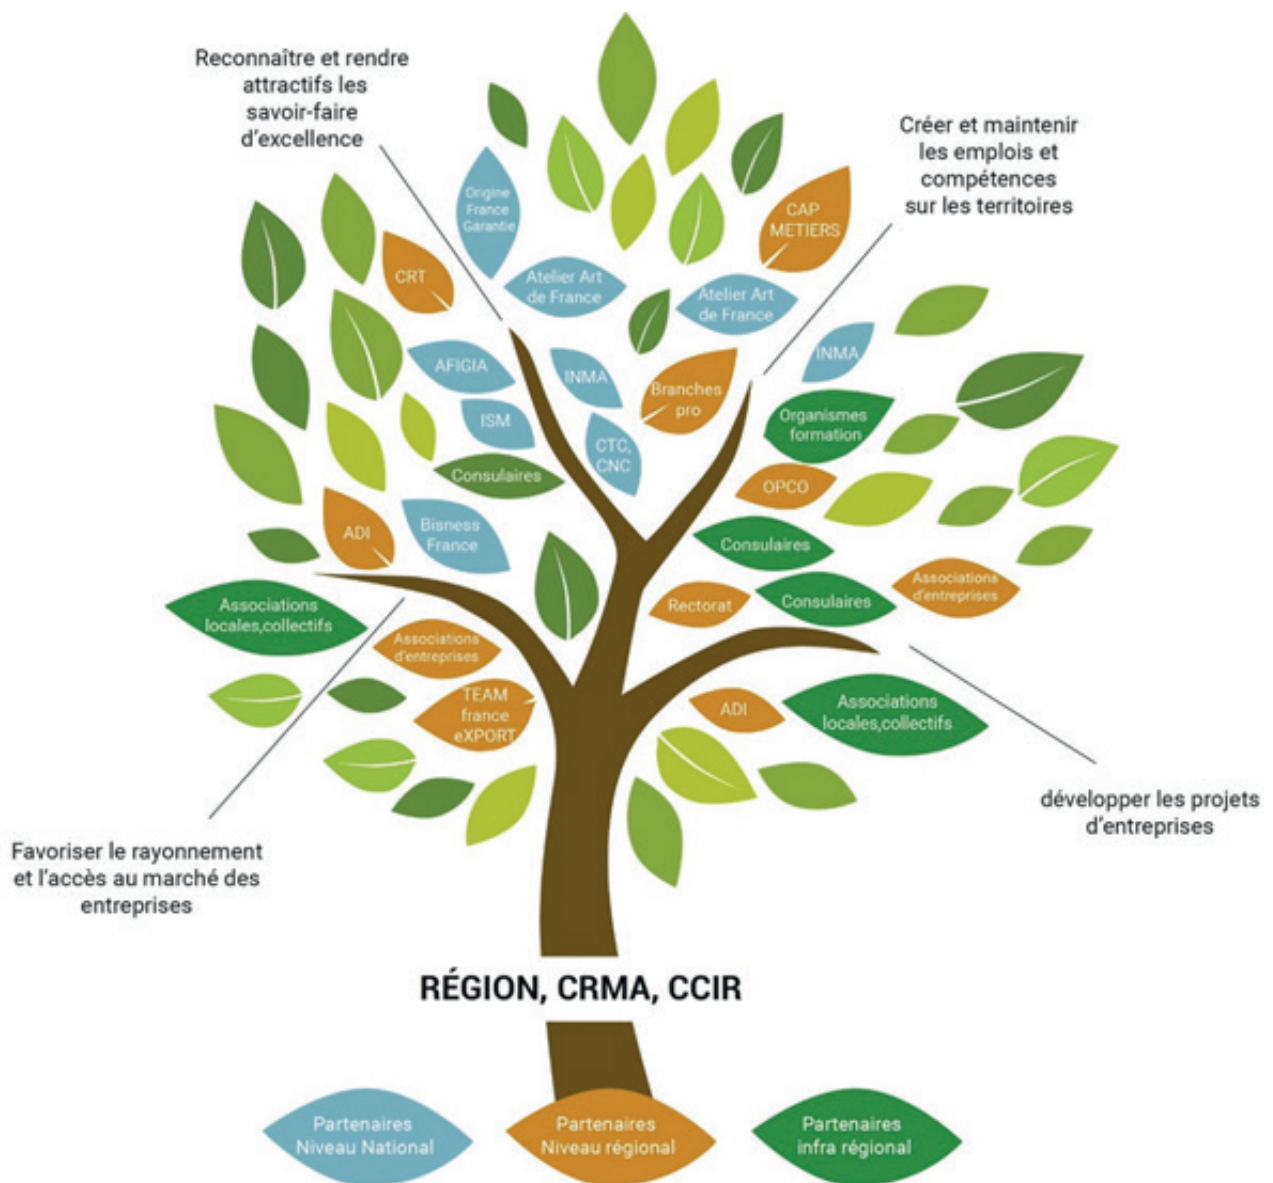 Reconnaître et rendre
attractifs les
savoir-faire
d'excellence
Créer et maintenir
les emplois et
compétences
sur les territoires
Origine
France
Garantie
CAP
METIERS
CRT
Atelier Art
de France
Atelier Art
de France
AFIGIA
INMA
Branches
pro
INMA
ISM
Organismes
formation
CTC,
CNC
Consulaires
OPCO
ADI
Bisness
France
Consulaires
Associations
locales,collectifs
Rectorat
Consulaires
Associations
d'entreprises
Associations
d'entreprises
TEAM
france
eXPORT
ADI
Associations
locales,collectifs
développer les projets
d'entreprises
Favoriser le rayonnement
et l'accès au marché des
entreprises
RÉGION, CRMA, CCIR
Partenaires
Niveau National
Partenaires
Niveau régional
Partenaires
infra régional